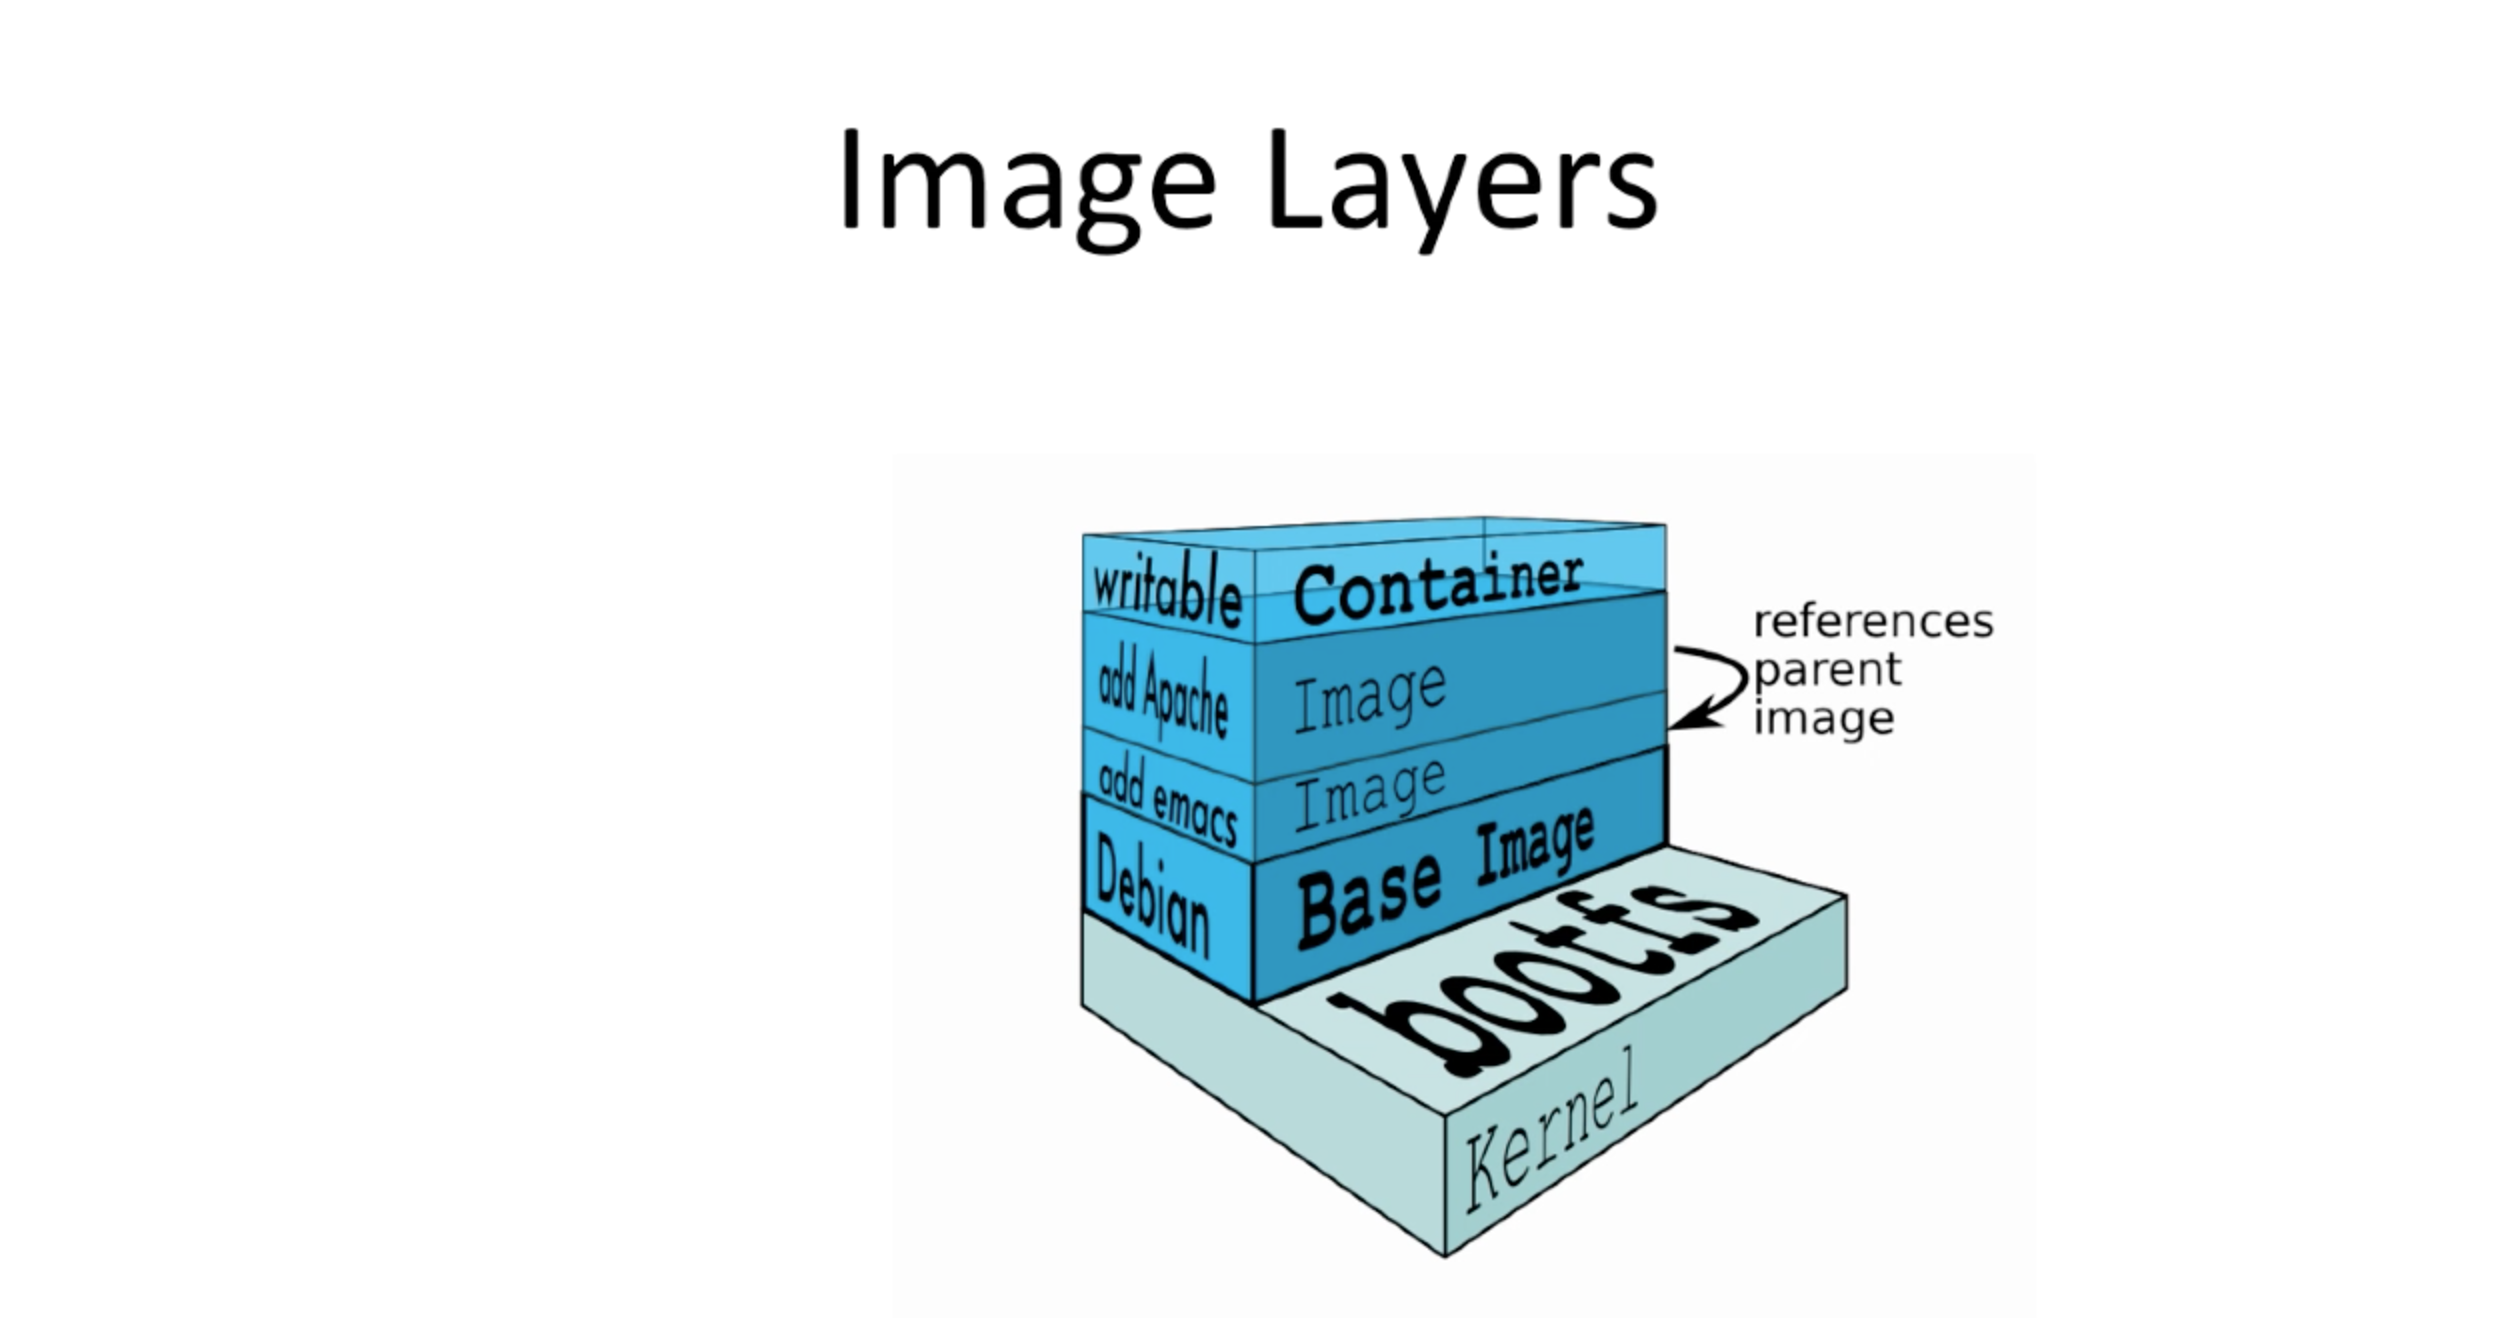 Image Layers
writable Container
add Apache Image
add emacs Image
Debian Base Image
references
parent
image
bootfs
Kernel